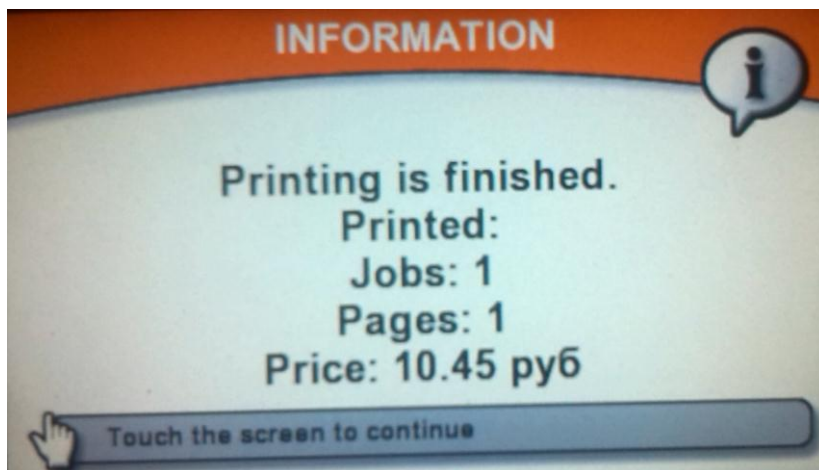 INFORMATION
Printing is finished.
Printed:
Jobs: 1
Pages: 1
Price: 10.45 руб
Touch the screen to continue